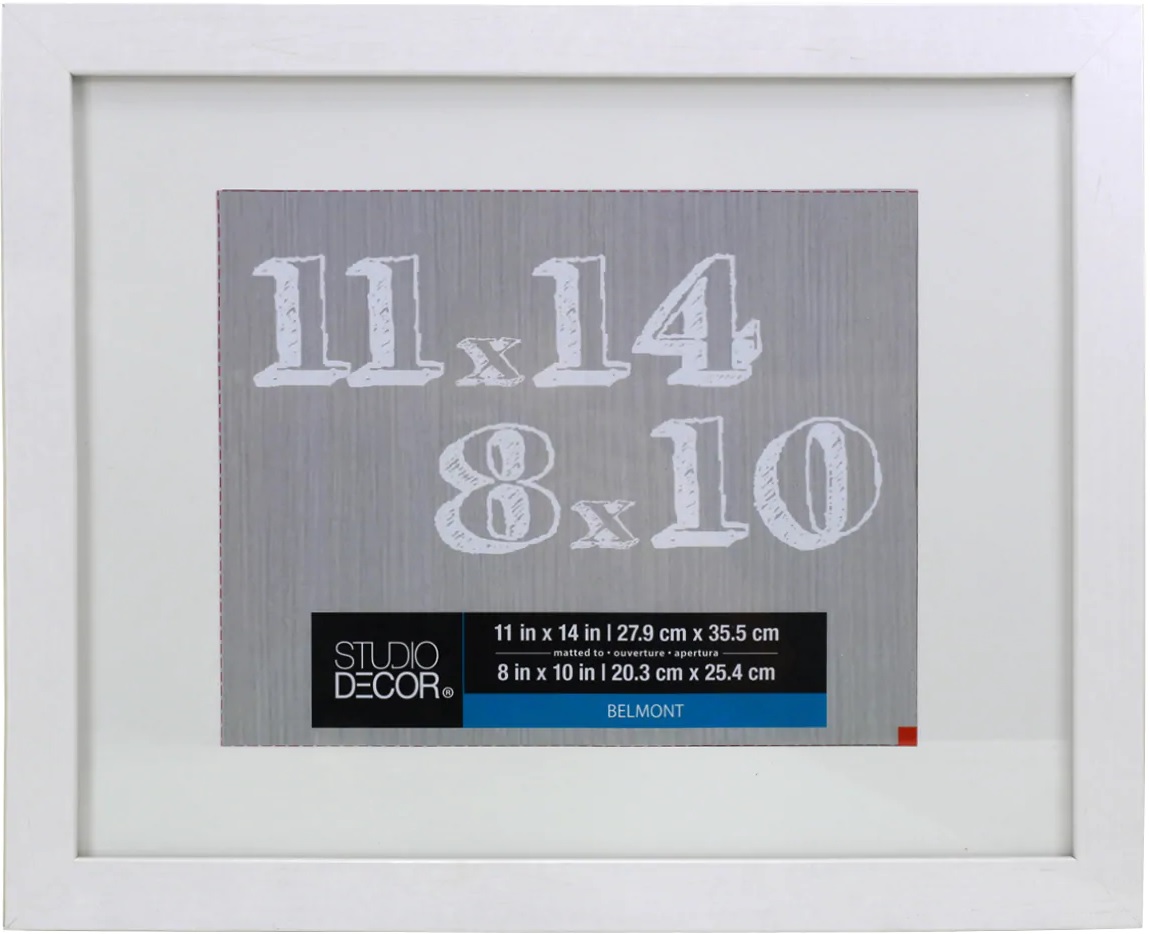 11x14
8x10
STUDIO
DECOR®
11 in x 14 in | 27.9 cm x 35.5 cm
matted to • ouverture • apertura
8 in x 10 in | 20.3 cm x 25.4 cm
BELMONT